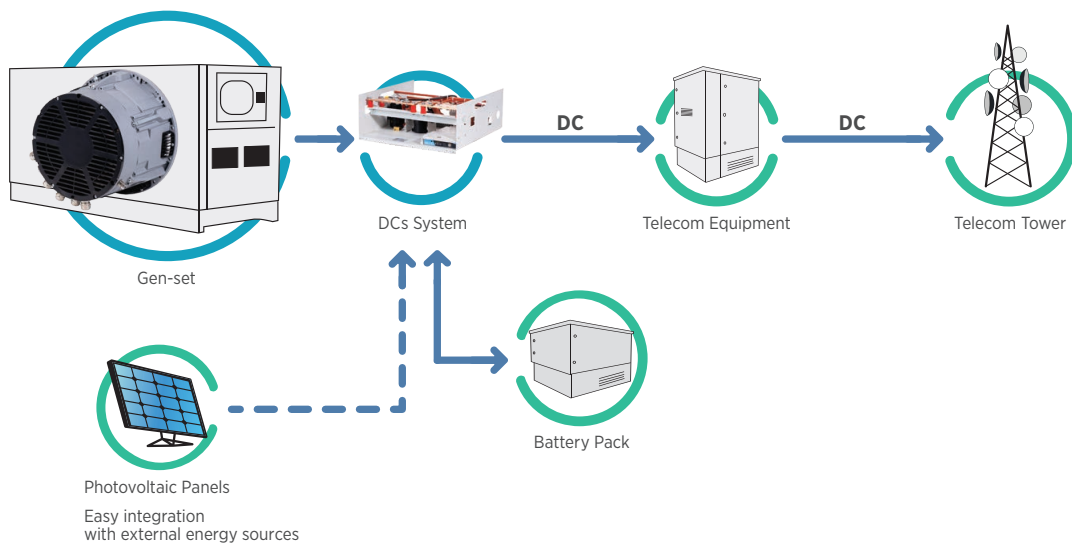 DC
DC
DCs System
Telecom Equipment
Telecom Tower
Gen-set
Battery Pack
Photovoltaic Panels
Easy integration
with external energy sources